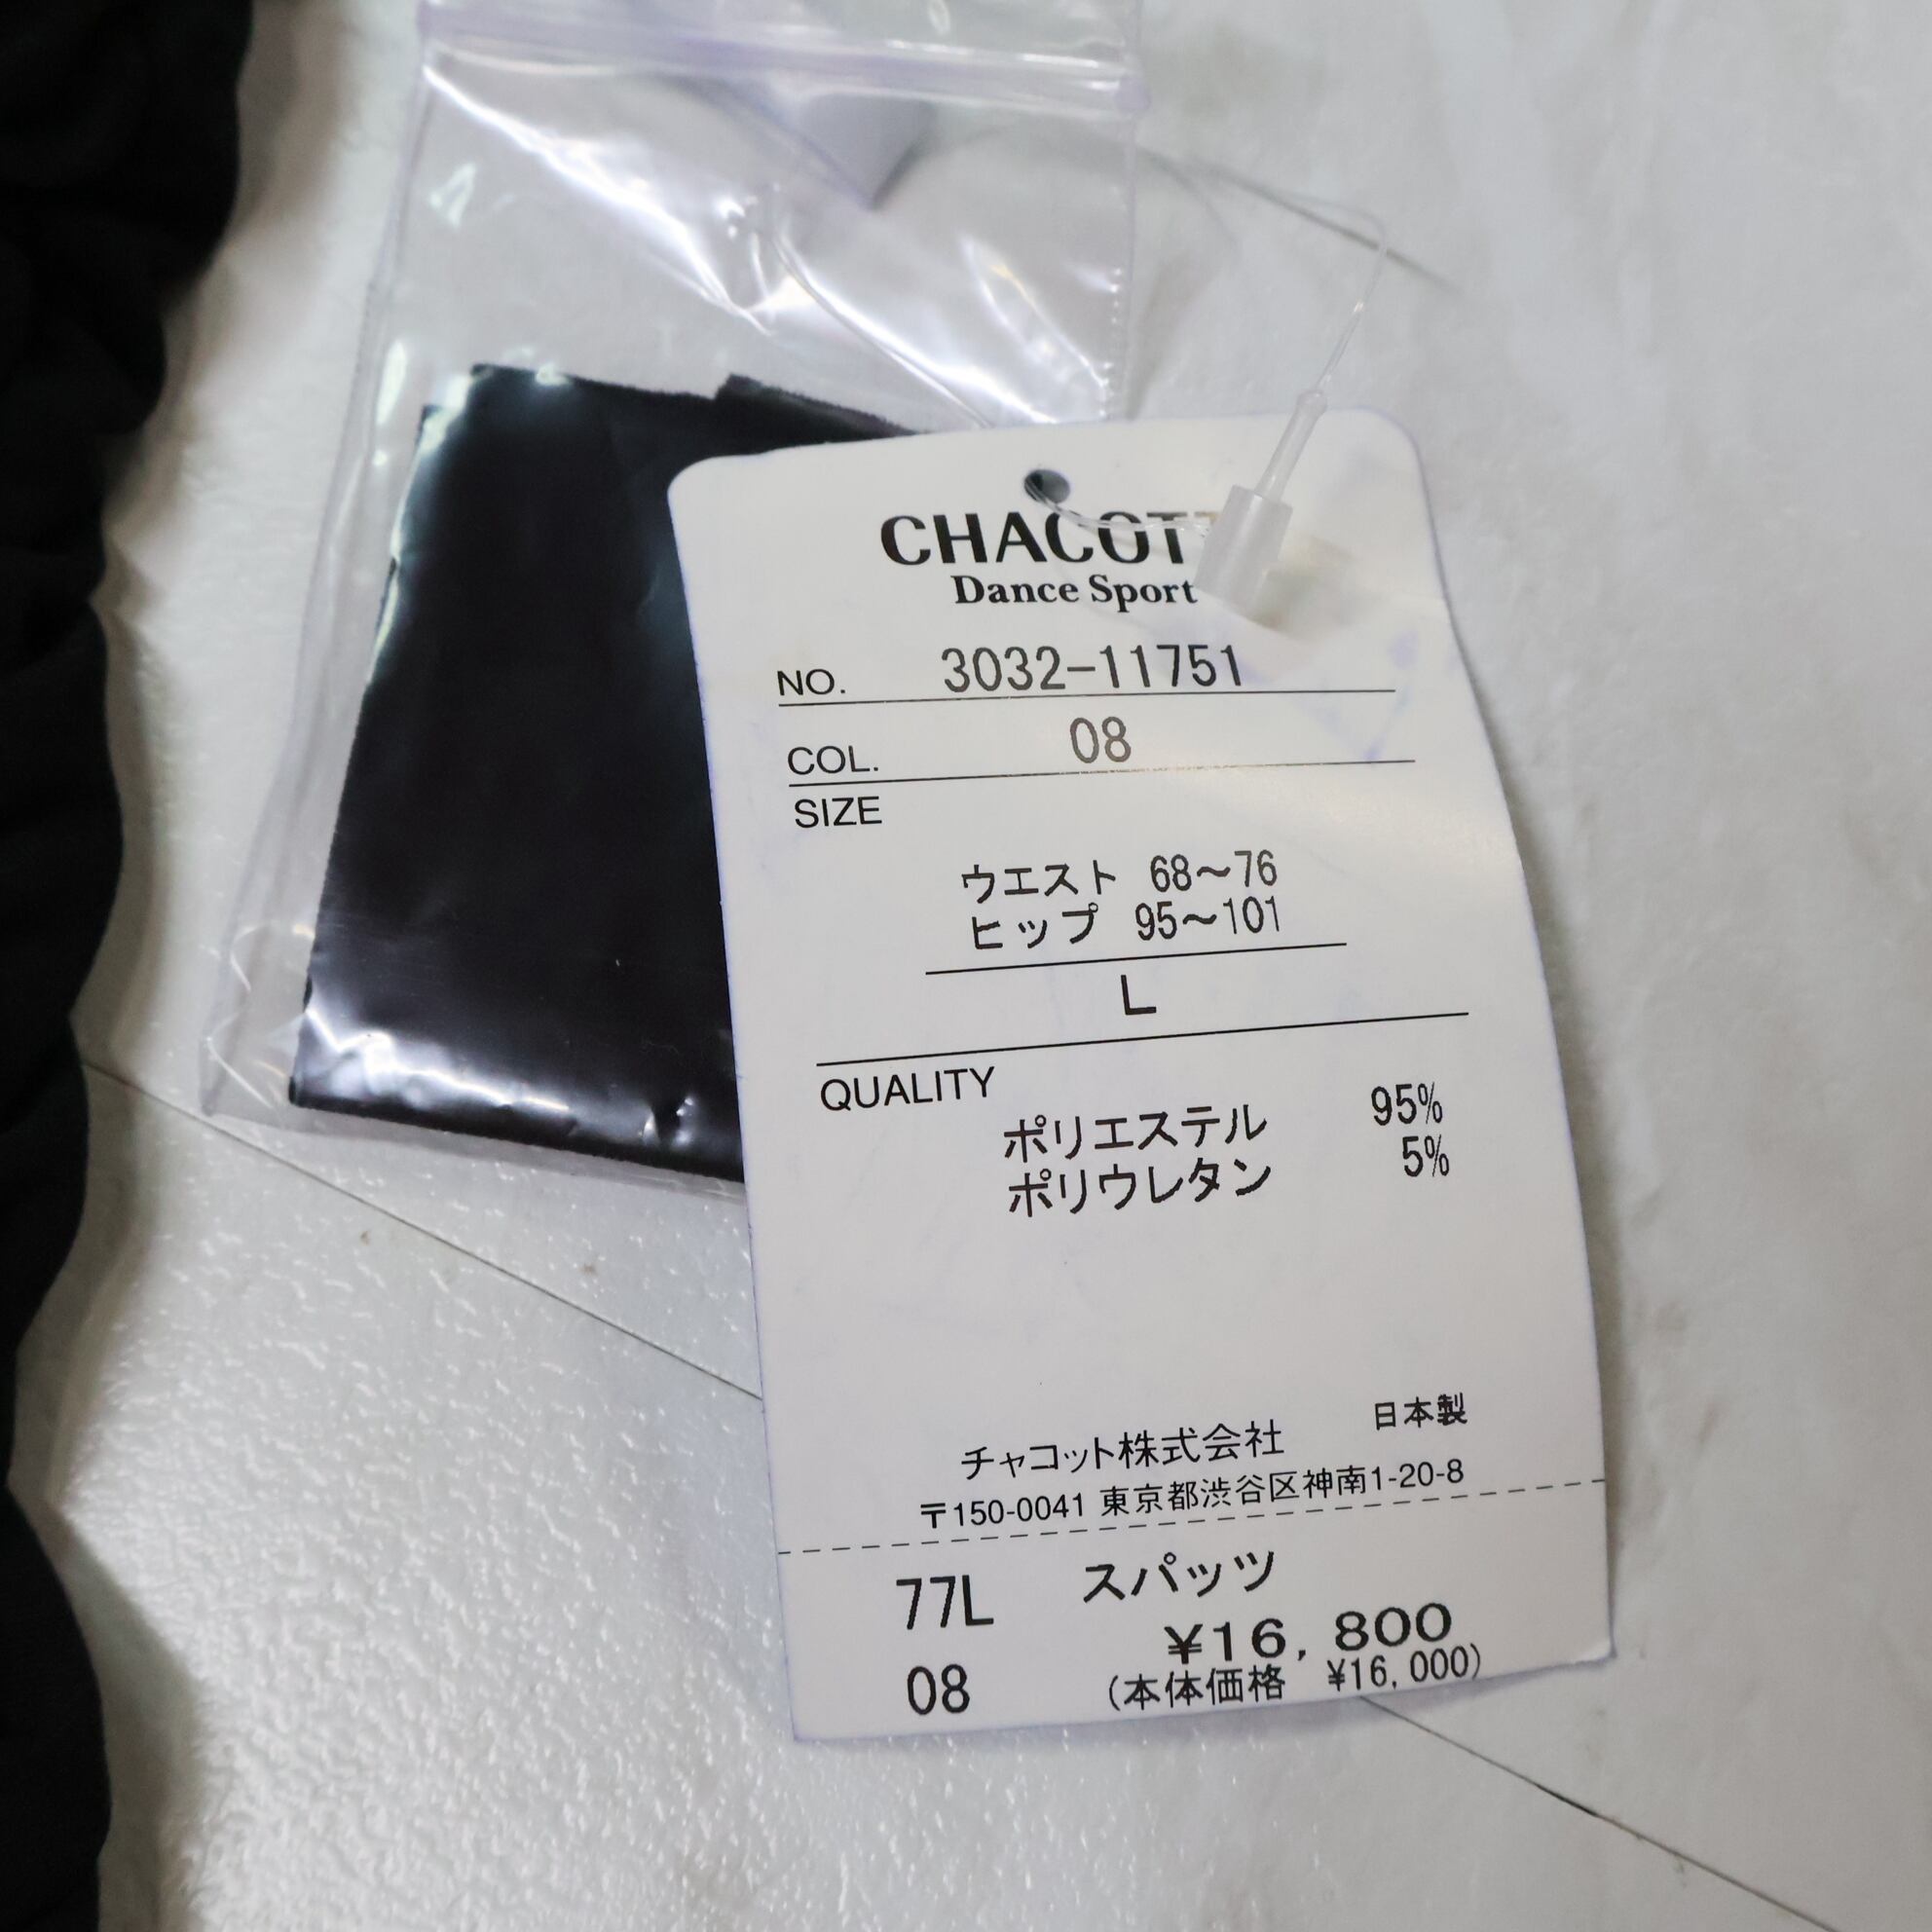 CHACOT
Dance Sport
NO. 3032-11751
COL. 08
SIZE
ウエスト 68～76
ヒップ 95～101
L
QUALITY
ポリエステル 95%
ポリウレタン 5%
日本製
チャコット株式会社
〒150-0041 東京都渋谷区神南1-20-8
77L スパッツ
¥16,800
08 (本体価格 ¥16,000)